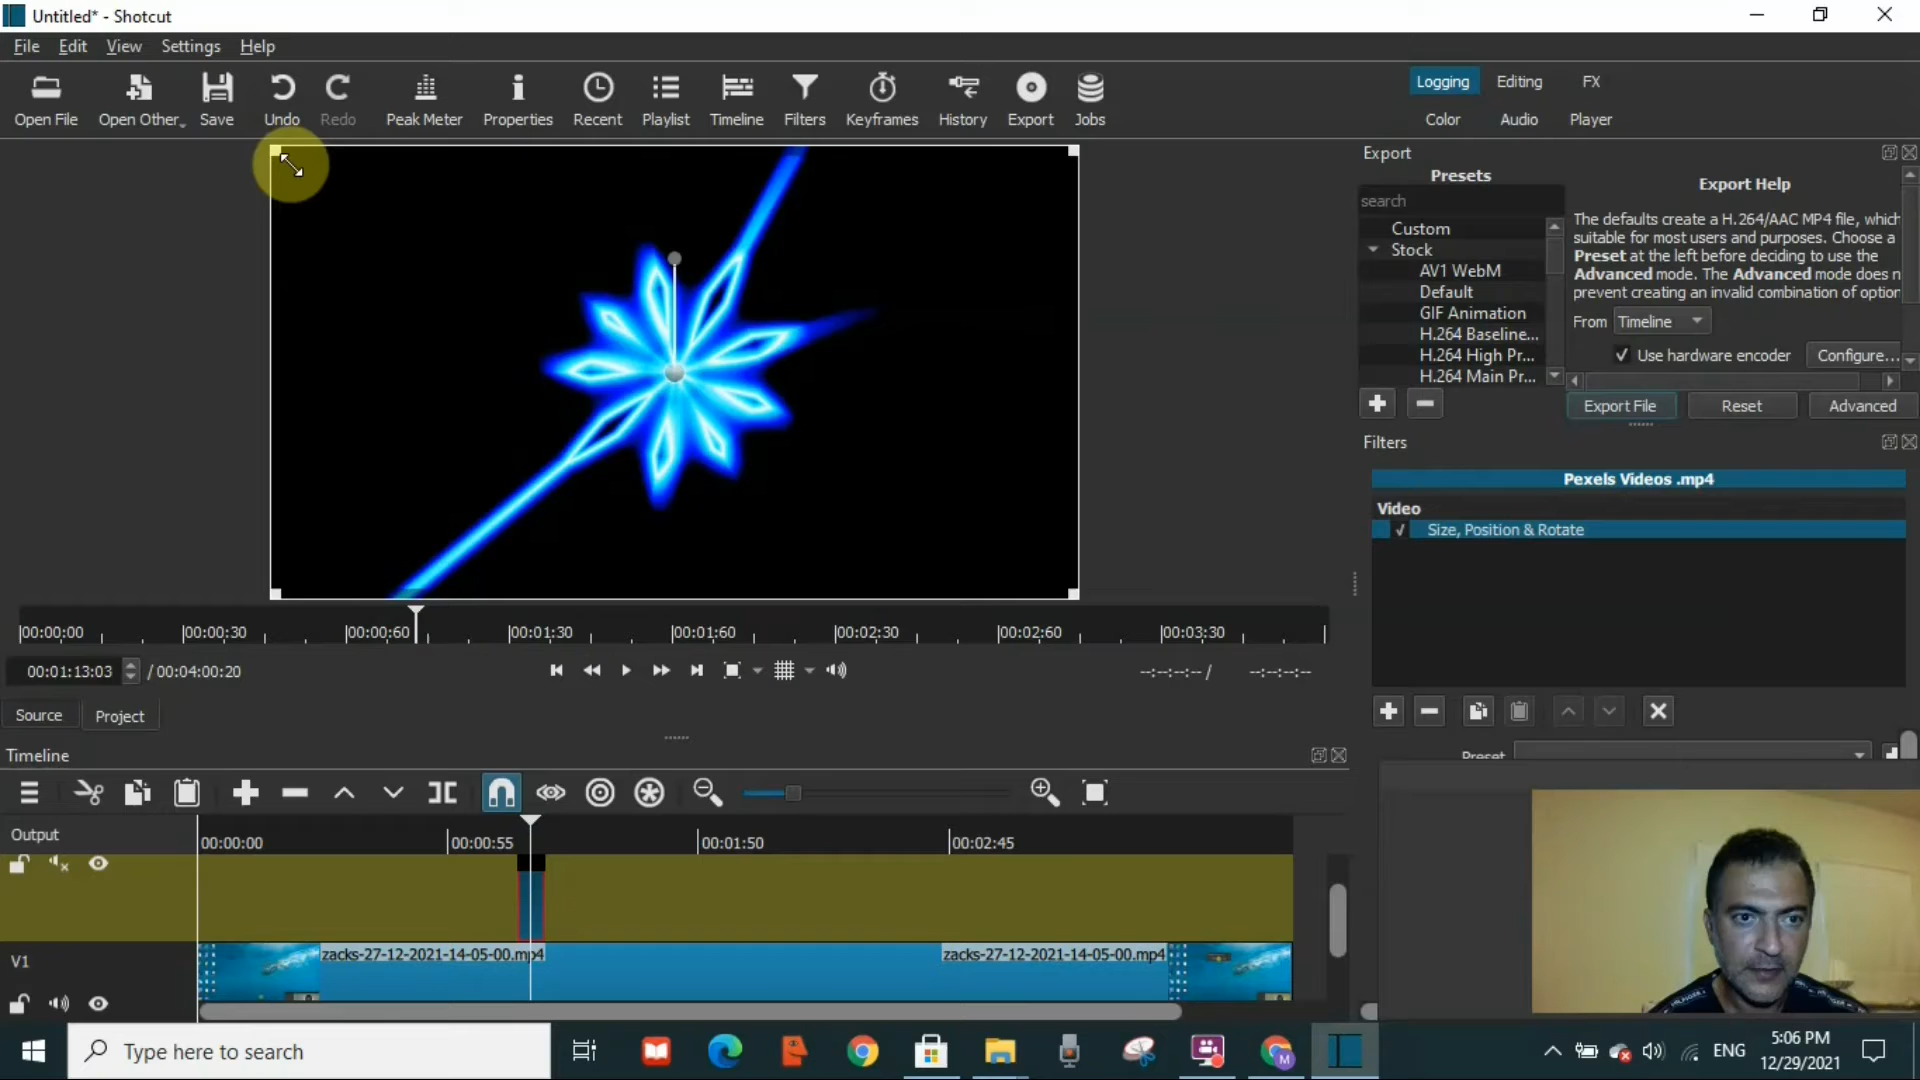 Untitled* - Shotcut
File Edit View Settings Help
Open File Open Other Save Undo Redo Peak Meter Properties Recent Playlist Timeline Filters Keyframes History Export Jobs
Logging Editing FX
Color Audio Player
Export
Presets
search
Custom
Stock
AV1 WebM
Default
GIF Animation
H.264 Baseline...
H.264 High Pr...
H.264 Main Pr...
Export Help
The defaults create a H.264/AAC MP4 file, which
suitable for most users and purposes. Choose a
Preset at the left before deciding to use the
Advanced mode. The Advanced mode does n
prevent creating an invalid combination of option
From Timeline
Use hardware encoder Configure...
Export File Reset Advanced
Filters
Pexels Videos .mp4
Video
Size, Position & Rotate
Preset
00:00:00 00:00:30 00:00:60 00:01:30 00:01:60 00:02:30 00:02:60 00:03:30
00:01:13:03 / 00:04:00:20
--:--:--:-- / --:--:--:--
Source Project
Timeline
Output
00:00:00 00:00:55 00:01:50 00:02:45
V1
zacks-27-12-2021-14-05-00.mp4 zacks-27-12-2021-14-05-00.mp4
Type here to search
ENG
5:06 PM
12/29/2021